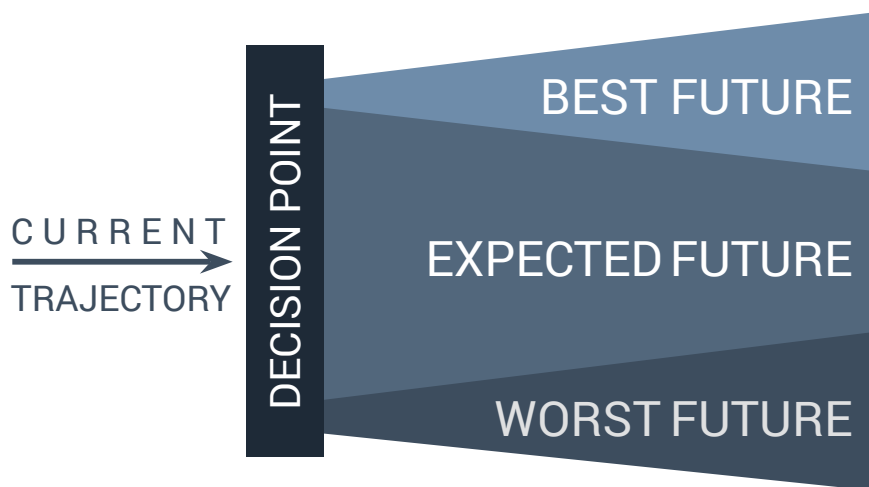 CURRENT
TRAJECTORY
DECISION POINT
BEST FUTURE
EXPECTED FUTURE
WORST FUTURE